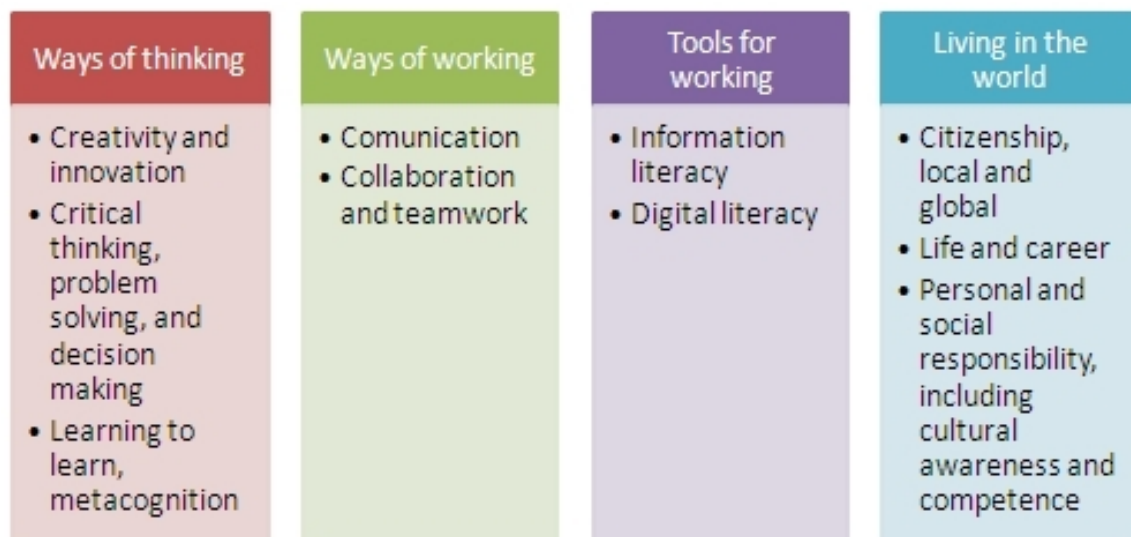 Ways of thinking
• Creativity and
innovation
• Critical
thinking,
problem
solving, and
decision
making
• Learning to
learn,
metacognition
Ways of working
• Comunication
• Collaboration
and teamwork
Tools for
working
• Information
literacy
• Digital literacy
Living in the
world
• Citizenship,
local and
global
• Life and career
• Personal and
social
responsibility,
including
cultural
awareness and
competence